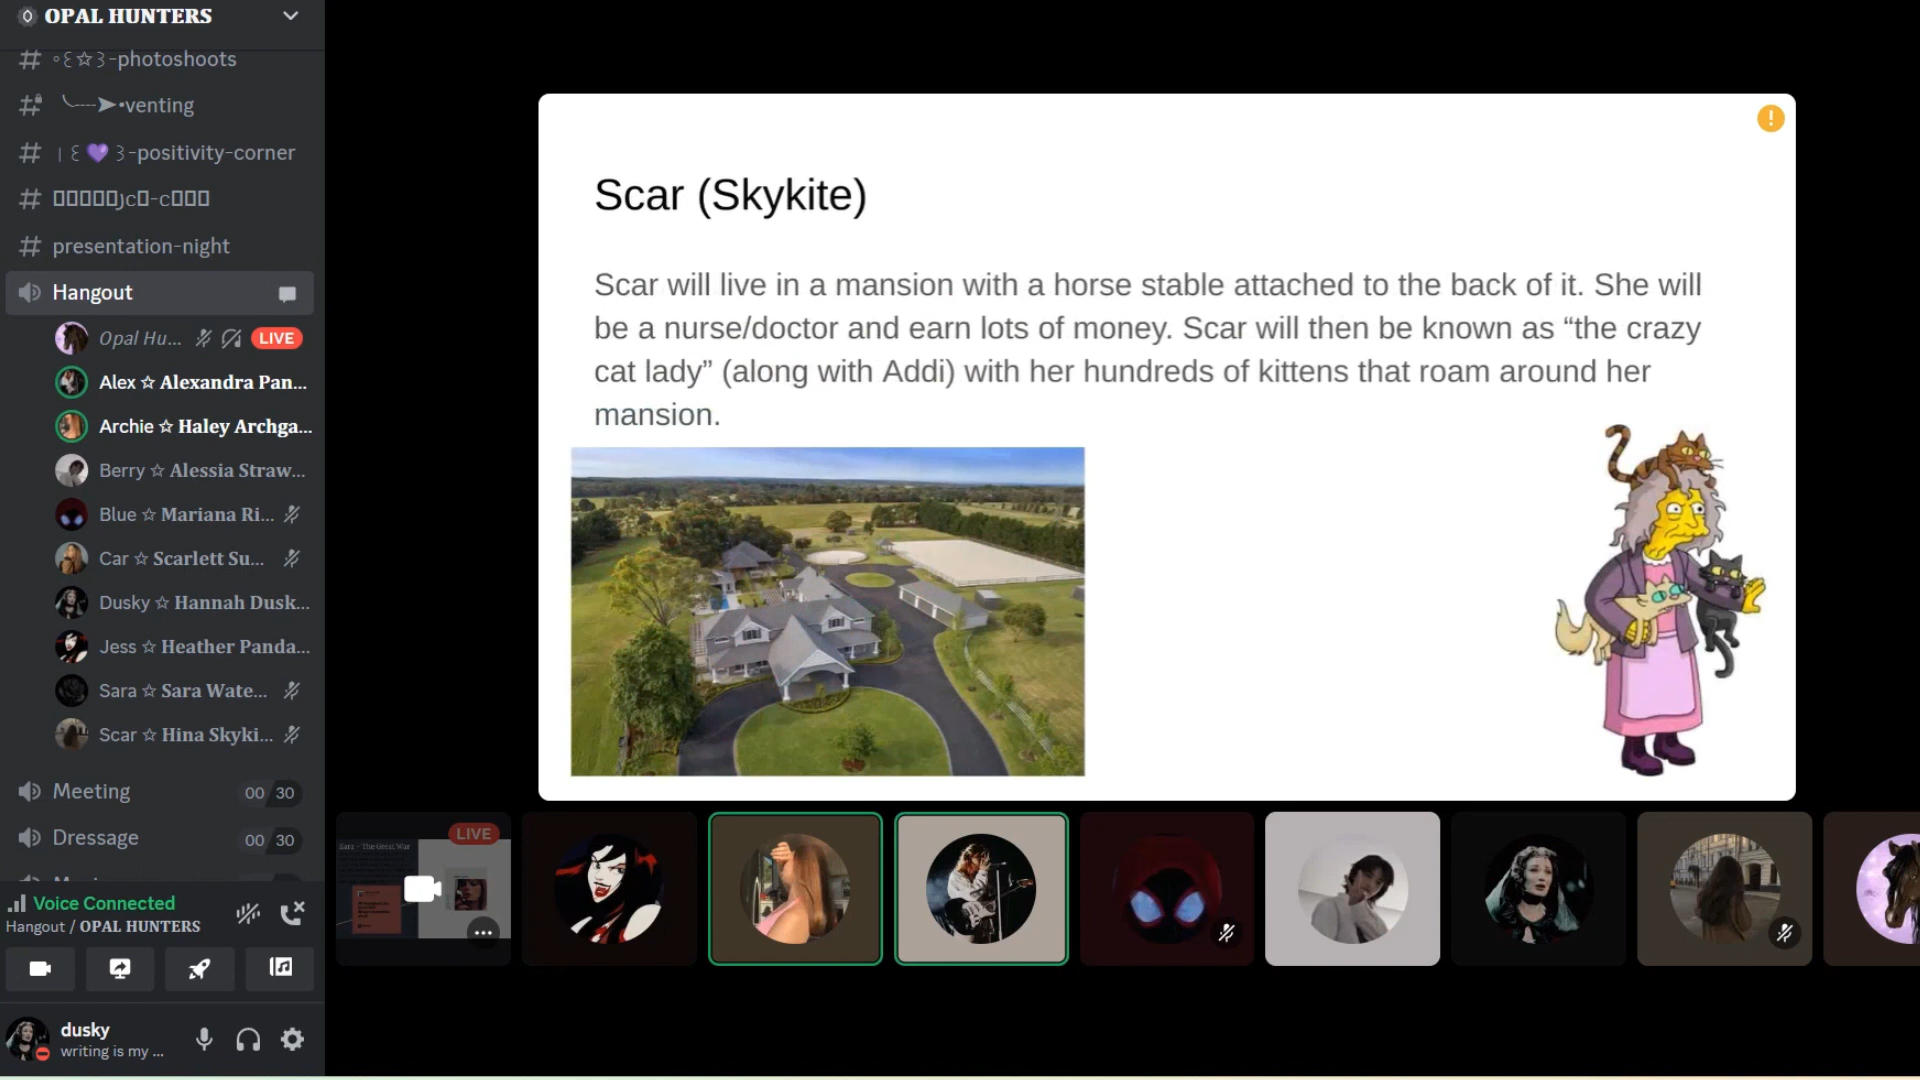 OPAL HUNTERS
◦꒰☆꒱-photoshoots
╰┈➤•venting
| ꒰💜꒱-positivity-corner
presentation-night
Hangout
Opal Hu... LIVE
Alex ☆ Alexandra Pan...
Archie ☆ Haley Archga...
Berry ☆ Alessia Straw...
Blue ☆ Mariana Ri...
Car ☆ Scarlett Su...
Dusky ☆ Hannah Dusk...
Jess ☆ Heather Panda...
Sara ☆ Sara Wate...
Scar ☆ Hina Skyki...
Meeting 00 30
Dressage 00 30
Voice Connected
Hangout / OPAL HUNTERS
dusky
writing is my ...
Scar (Skykite)
Scar will live in a mansion with a horse stable attached to the back of it. She will
be a nurse/doctor and earn lots of money. Scar will then be known as “the crazy
cat lady” (along with Addi) with her hundreds of kittens that roam around her
mansion.
LIVE
Sara - The Great War